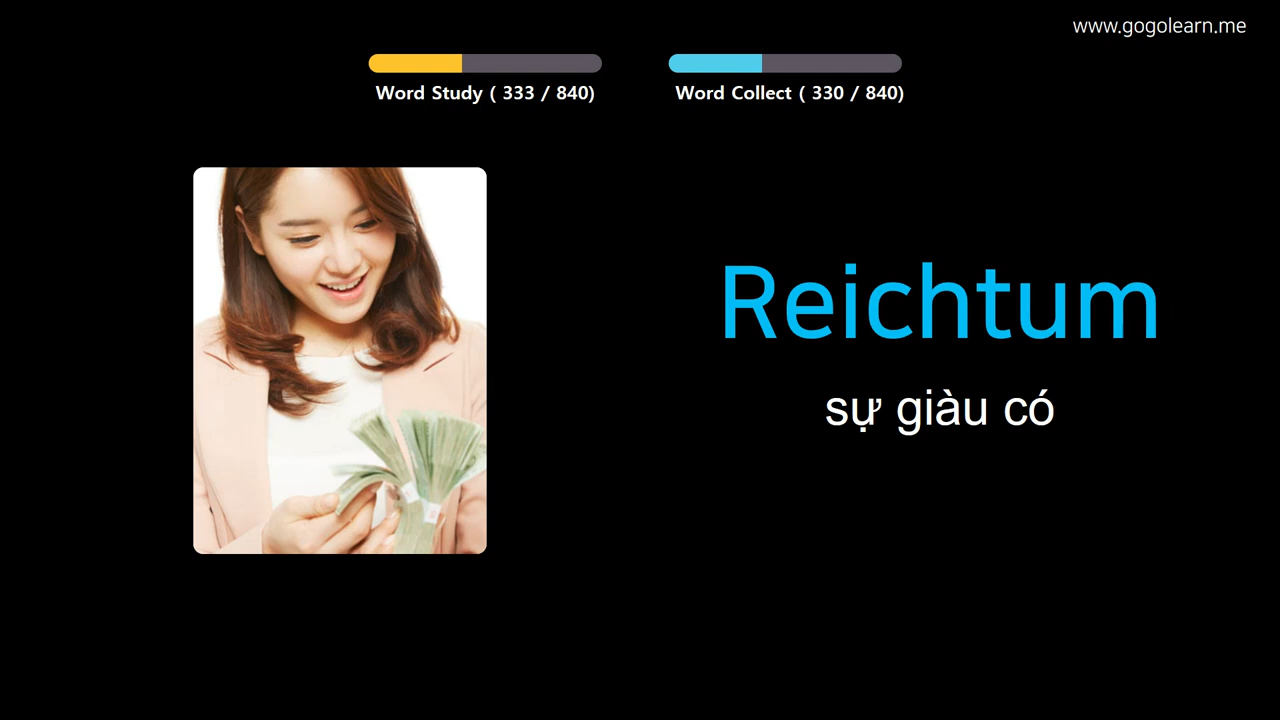 www.gogolearn.me
Word Study ( 333 / 840)
Word Collect ( 330 / 840)
Reichtum
sự giàu có